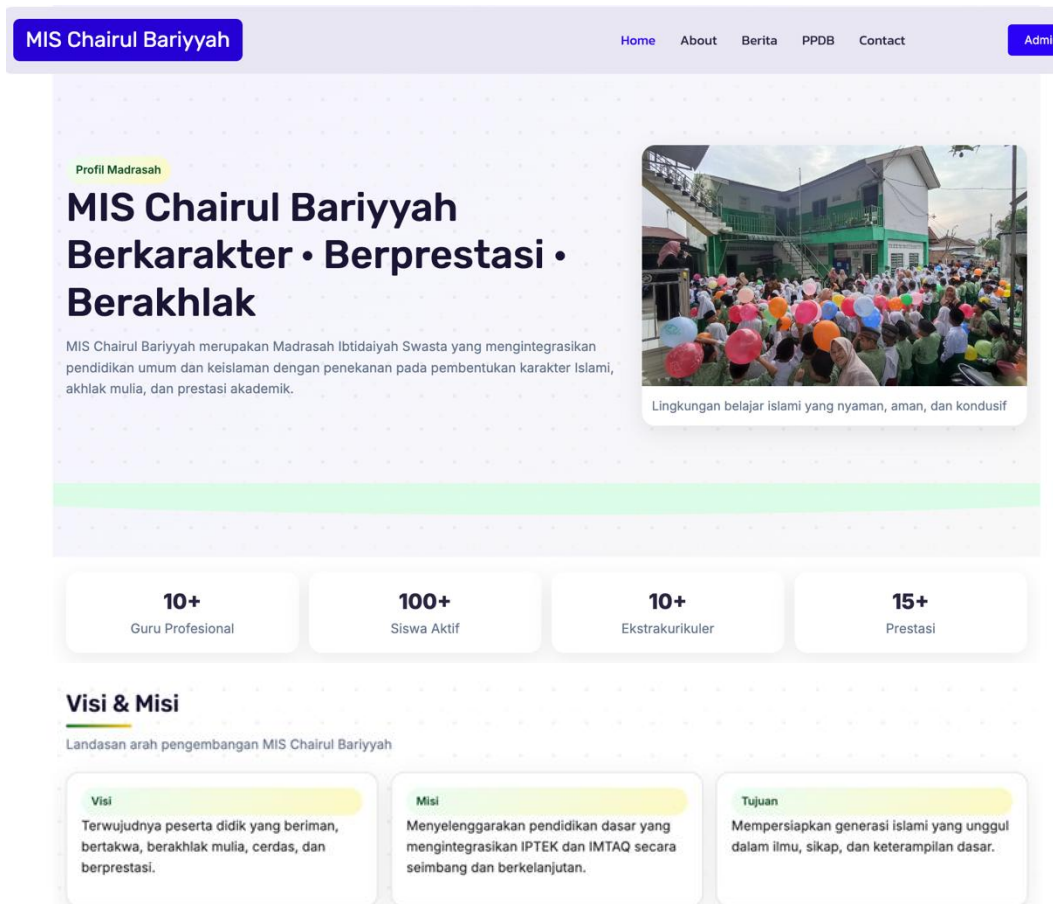 MIS Chairul Bariyyah
Home About Berita PPDB Contact
Profil Madrasah
MIS Chairul Bariyyah
Berkarakter • Berprestasi •
Berakhlak
MIS Chairul Bariyyah merupakan Madrasah Ibtidaiyah Swasta yang mengintegrasikan
pendidikan umum dan keislaman dengan penekanan pada pembentukan karakter Islami,
akhlak mulia, dan prestasi akademik.
Lingkungan belajar islami yang nyaman, aman, dan kondusif
10+
Guru Profesional
100+
Siswa Aktif
10+
Ekstrakurikuler
15+
Prestasi
Visi & Misi
Landasan arah pengembangan MIS Chairul Bariyyah
Visi
Terwujudnya peserta didik yang beriman,
bertakwa, berakhlak mulia, cerdas, dan
berprestasi.
Misi
Menyelenggarakan pendidikan dasar yang
mengintegrasikan IPTEK dan IMTAQ secara
seimbang dan berkelanjutan.
Tujuan
Mempersiapkan generasi islami yang unggul
dalam ilmu, sikap, dan keterampilan dasar.